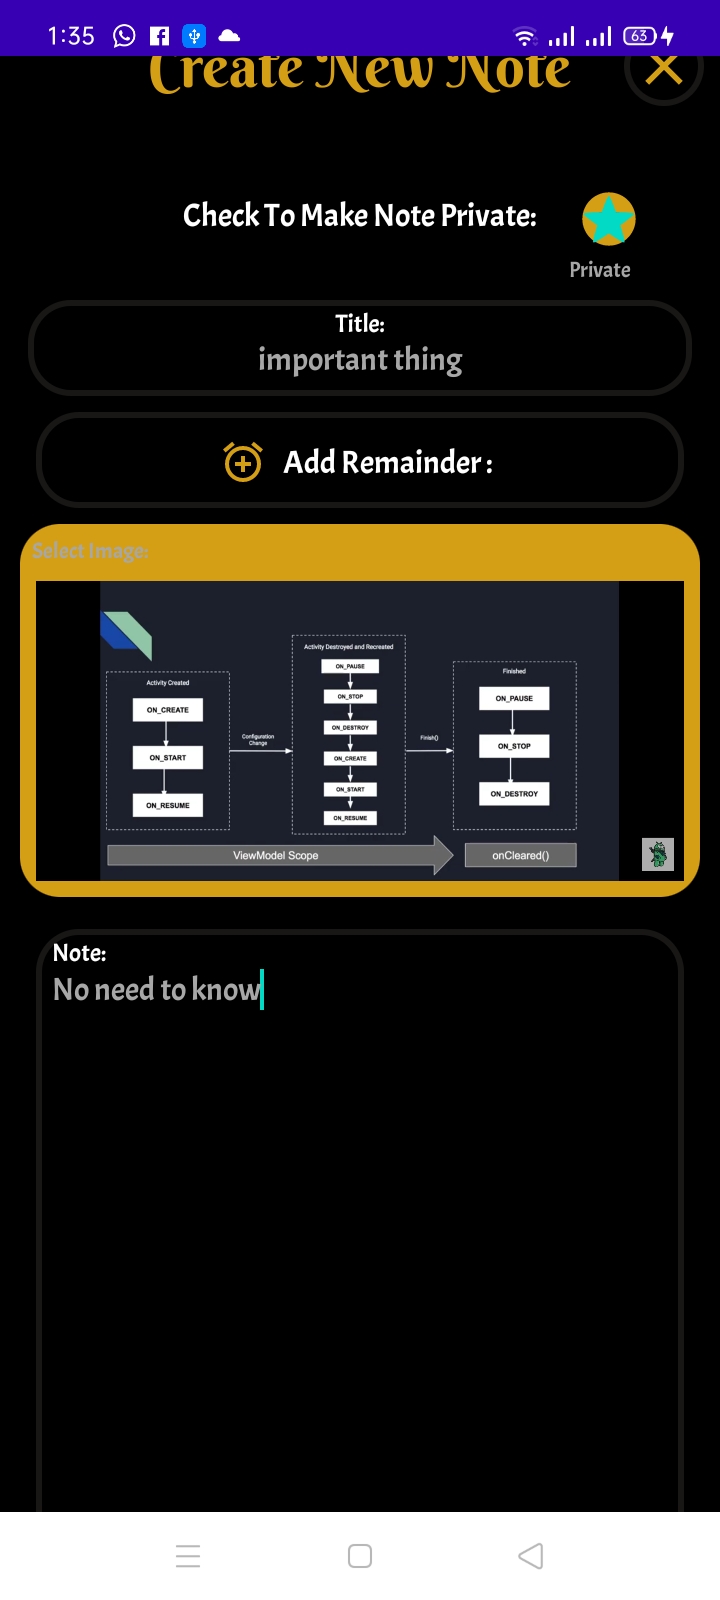 1:35
63
Create New Note
Check To Make Note Private:
Private
Title:
important thing
Add Remainder :
Select Image:
Activity Created
ON_CREATE
ON_START
ON_RESUME
Configuration
Change
Activity Destroyed and Recreated
ON_PAUSE
ON_STOP
ON_DESTROY
ON_CREATE
ON_START
ON_RESUME
Finish()
Finished
ON_PAUSE
ON_STOP
ON_DESTROY
ViewModel Scope
onCleared()
Note:
No need to know